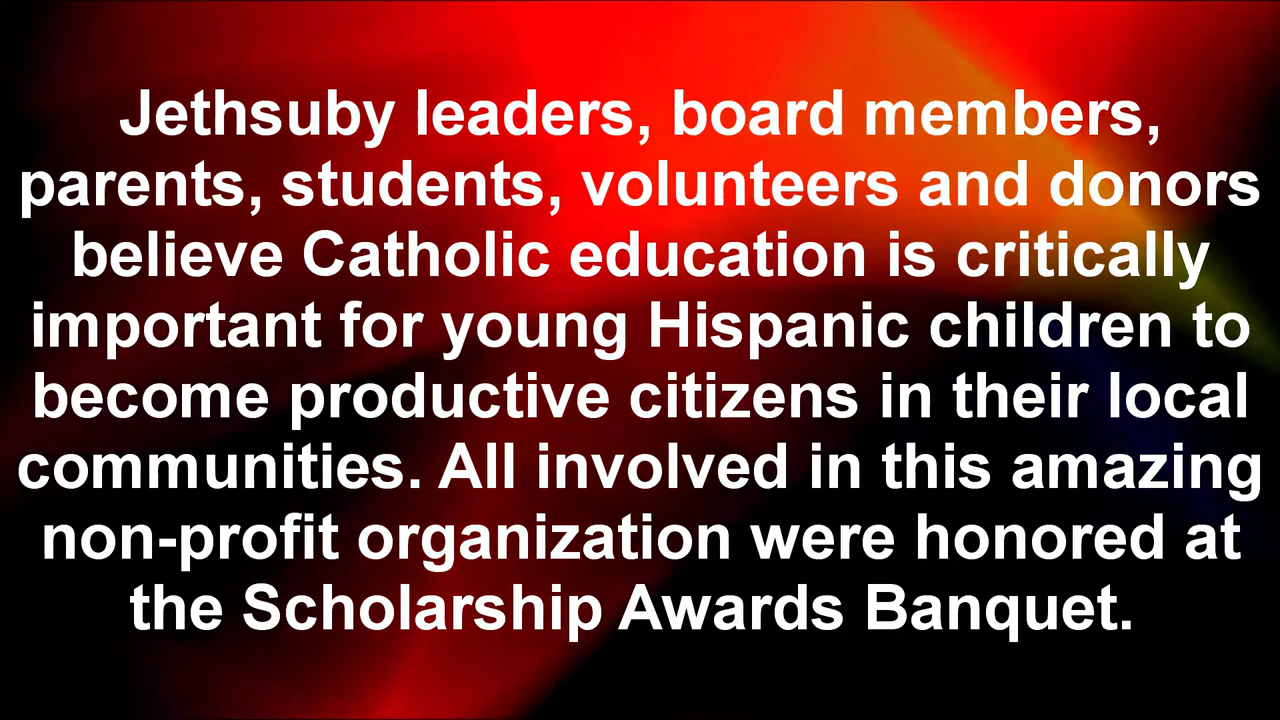 Jethsuby leaders, board members,
parents, students, volunteers and donors
believe Catholic education is critically
important for young Hispanic children to
become productive citizens in their local
communities. All involved in this amazing
non-profit organization were honored at
the Scholarship Awards Banquet.